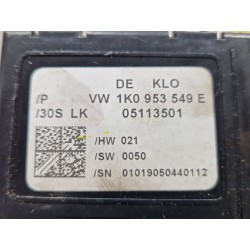 DE KLO
/P VW 1K0 953 549 E
/30S LK 05113501
/HW 021
/SW 0050
/SN 01019050440112